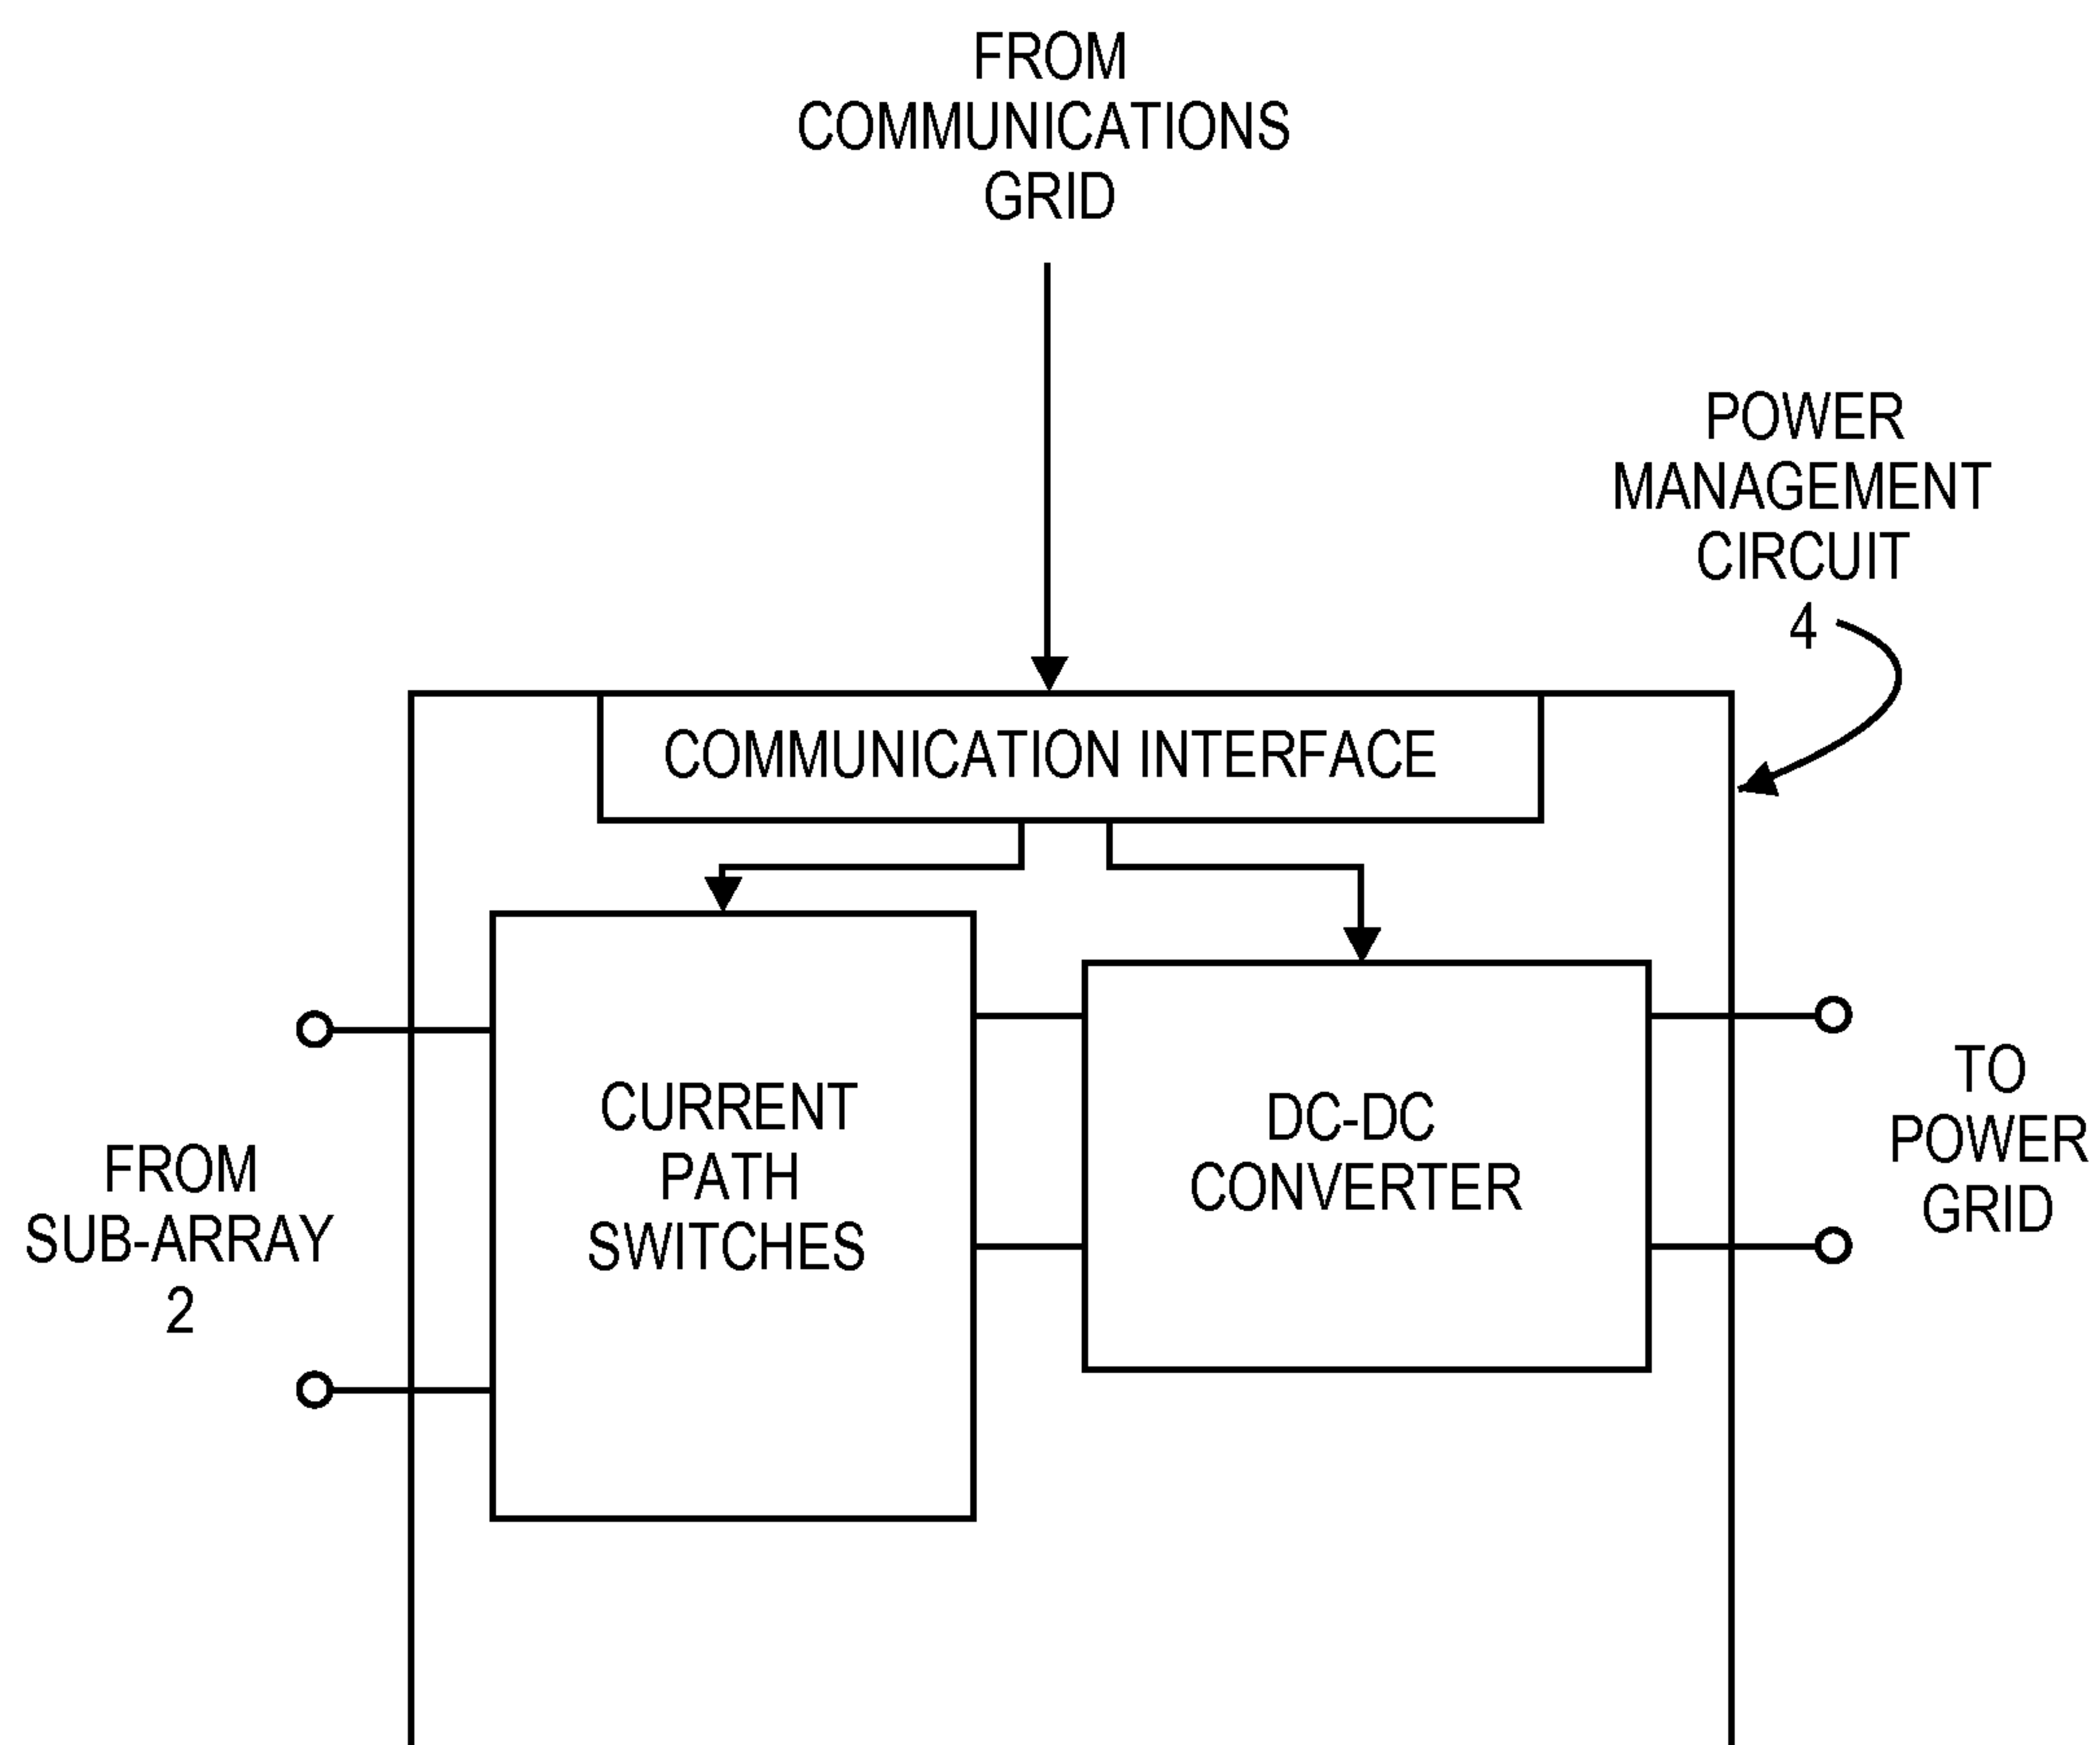 FROM
COMMUNICATIONS
GRID
POWER
MANAGEMENT
CIRCUIT
4
COMMUNICATION INTERFACE
FROM
SUB-ARRAY
2
CURRENT
PATH
SWITCHES
DC-DC
CONVERTER
TO
POWER
GRID